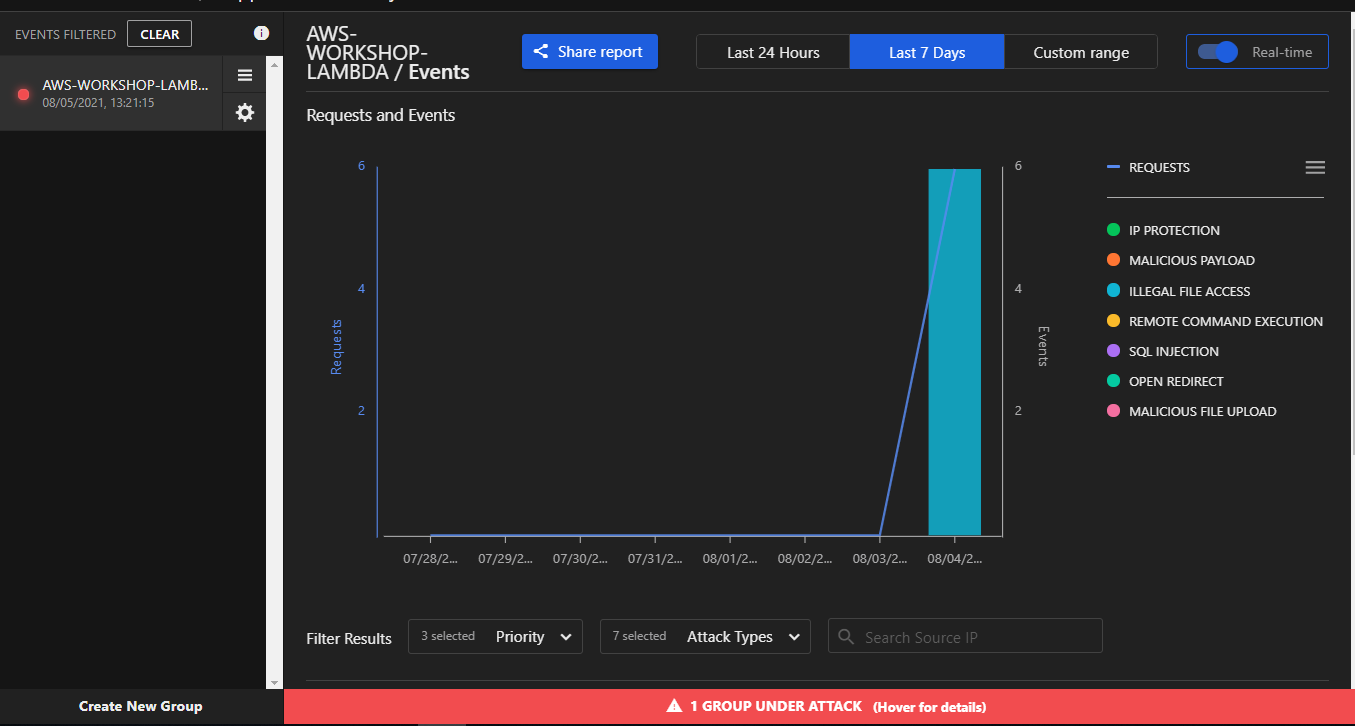 EVENTS FILTERED CLEAR
AWS-WORKSHOP-LAMB...
08/05/2021, 13:21:15
AWS-
WORKSHOP-
LAMBDA / Events
Share report
Last 24 Hours Last 7 Days Custom range
Real-time
Requests and Events
6
4
2
Requests
6
4
2
Events
07/28/2... 07/29/2... 07/30/2... 07/31/2... 08/01/2... 08/02/2... 08/03/2... 08/04/2...
REQUESTS
IP PROTECTION
MALICIOUS PAYLOAD
ILLEGAL FILE ACCESS
REMOTE COMMAND EXECUTION
SQL INJECTION
OPEN REDIRECT
MALICIOUS FILE UPLOAD
Filter Results 3 selected Priority 7 selected Attack Types Search Source IP
Create New Group
1 GROUP UNDER ATTACK (Hover for details)